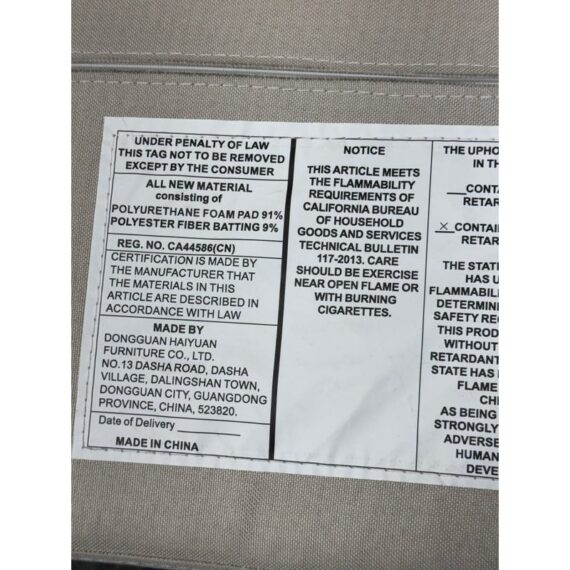 UNDER PENALTY OF LAW
THIS TAG NOT TO BE REMOVED
EXCEPT BY THE CONSUMER
ALL NEW MATERIAL
consisting of
POLYURETHANE FOAM PAD 91%
POLYESTER FIBER BATTING 9%
REG. NO. CA44586(CN)
CERTIFICATION IS MADE BY
THE MANUFACTURER THAT
THE MATERIALS IN THIS
ARTICLE ARE DESCRIBED IN
ACCORDANCE WITH LAW
MADE BY
DONGGUAN HAIYUAN
FURNITURE CO., LTD.
NO.13 DASHA ROAD, DASHA
VILLAGE, DALINGSHAN TOWN,
DONGGUAN CITY, GUANGDONG
PROVINCE, CHINA, 523820.
Date of Delivery
MADE IN CHINA
NOTICE
THIS ARTICLE MEETS
THE FLAMMABILITY
REQUIREMENTS OF
CALIFORNIA BUREAU
OF HOUSEHOLD
GOODS AND SERVICES
TECHNICAL BULLETIN
117-2013. CARE
SHOULD BE EXERCISE
NEAR OPEN FLAME OR
WITH BURNING
CIGARETTES.
THE UPHO
IN TH
CONTA
RETAR
X CONTAIN
RETAR
THE STATE
HAS U
FLAMMABILI
DETERMINE
SAFETY REQ
THIS PROD
WITHOUT
RETARDANT
STATE HAS
FLAME
CHE
AS BEING
STRONGLY
ADVERSE
HUMAN
DEVE